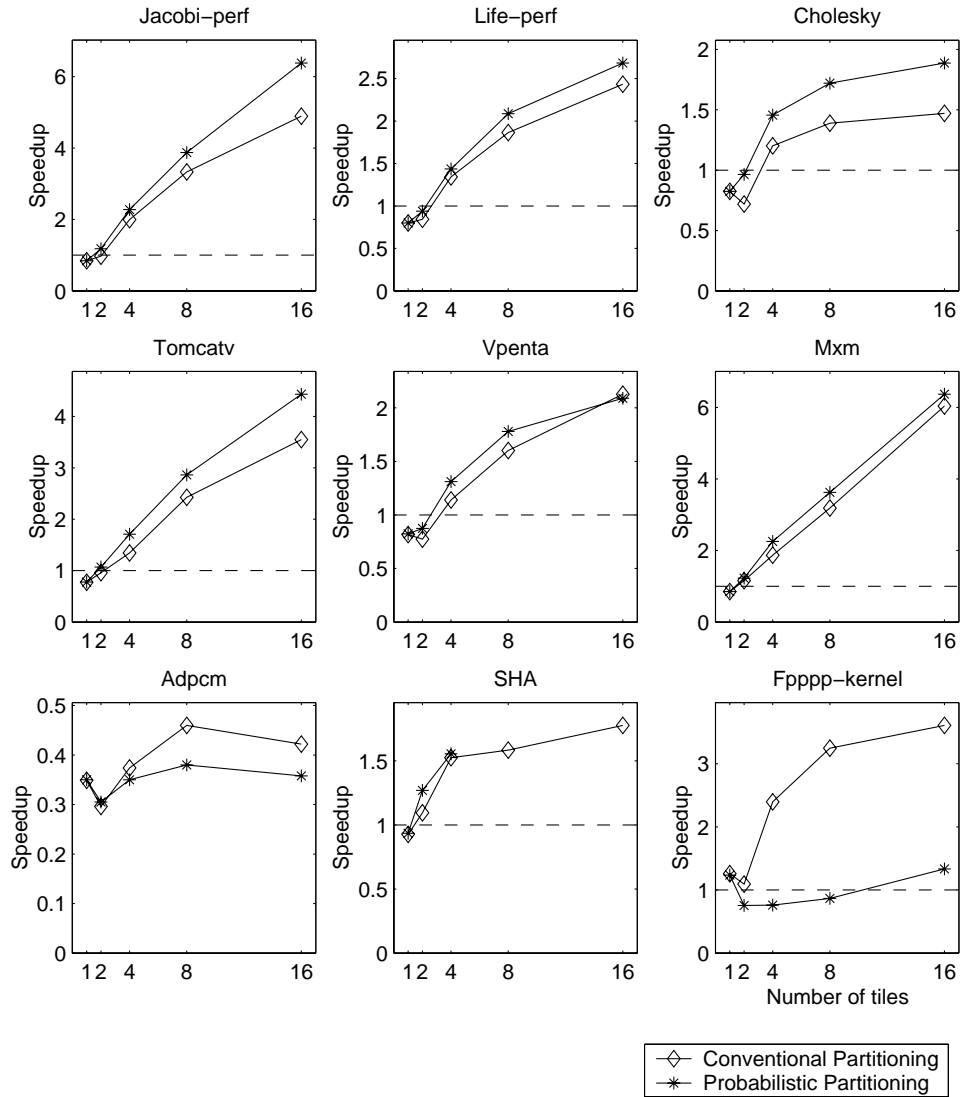 Jacobi−perf
Speedup
6
4
2
0
1 2 4 8 16
Life−perf
Speedup
2.5
2
1.5
1
0.5
0
1 2 4 8 16
Cholesky
Speedup
2
1.5
1
0.5
0
1 2 4 8 16
Tomcatv
Speedup
4
3
2
1
0
1 2 4 8 16
Vpenta
Speedup
2
1.5
1
0.5
0
1 2 4 8 16
Mxm
Speedup
6
4
2
0
1 2 4 8 16
Adpcm
Speedup
0.5
0.4
0.3
0.2
0.1
0
1 2 4 8 16
SHA
Speedup
1.5
1
0.5
0
1 2 4 8 16
Fpppp−kernel
Speedup
3
2
1
0
1 2 4 8 16
Number of tiles
Conventional Partitioning
Probabilistic Partitioning